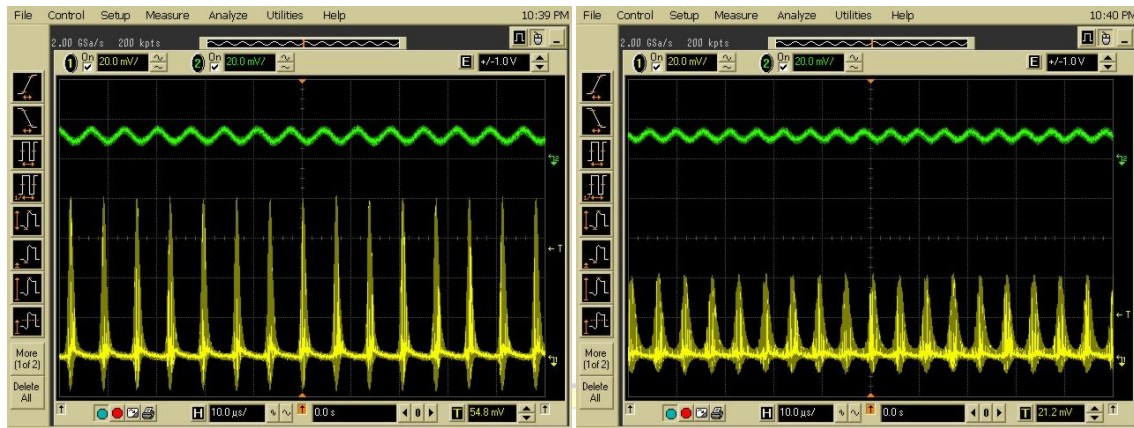 File Control Setup Measure Analyze Utilities Help 10:39 PM
2.00 GSa/s 200 kpts
1 On 20.0 mV/ 2 On 20.0 mV/ E +/-1.0 V
T
More
(1of 2)
Delete
All
H 10.0 µs/ 0.0 s 0 T 54.8 mV
File Control Setup Measure Analyze Utilities Help 10:40 PM
2.00 GSa/s 200 kpts
1 On 20.0 mV/ 2 On 20.0 mV/ E +/-1.0 V
T
More
(1of 2)
Delete
All
H 10.0 µs/ 0.0 s 0 T 21.2 mV